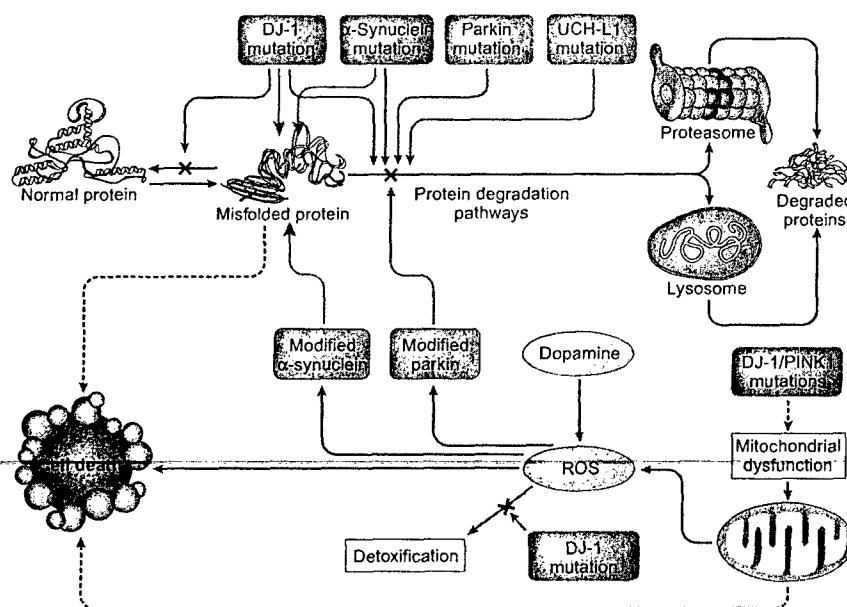 DJ-1
mutation
α-Synuclein
mutation
Parkin
mutation
UCH-L1
mutation
Proteasome
Normal protein
Misfolded protein
Protein degradation
pathways
Degraded
proteins
Lysosome
Modified
α-synuclein
Modified
parkin
Dopamine
DJ-1/PINK1
mutations
Cell death
ROS
Mitochondrial
dysfunction
Detoxification
DJ-1
mutation